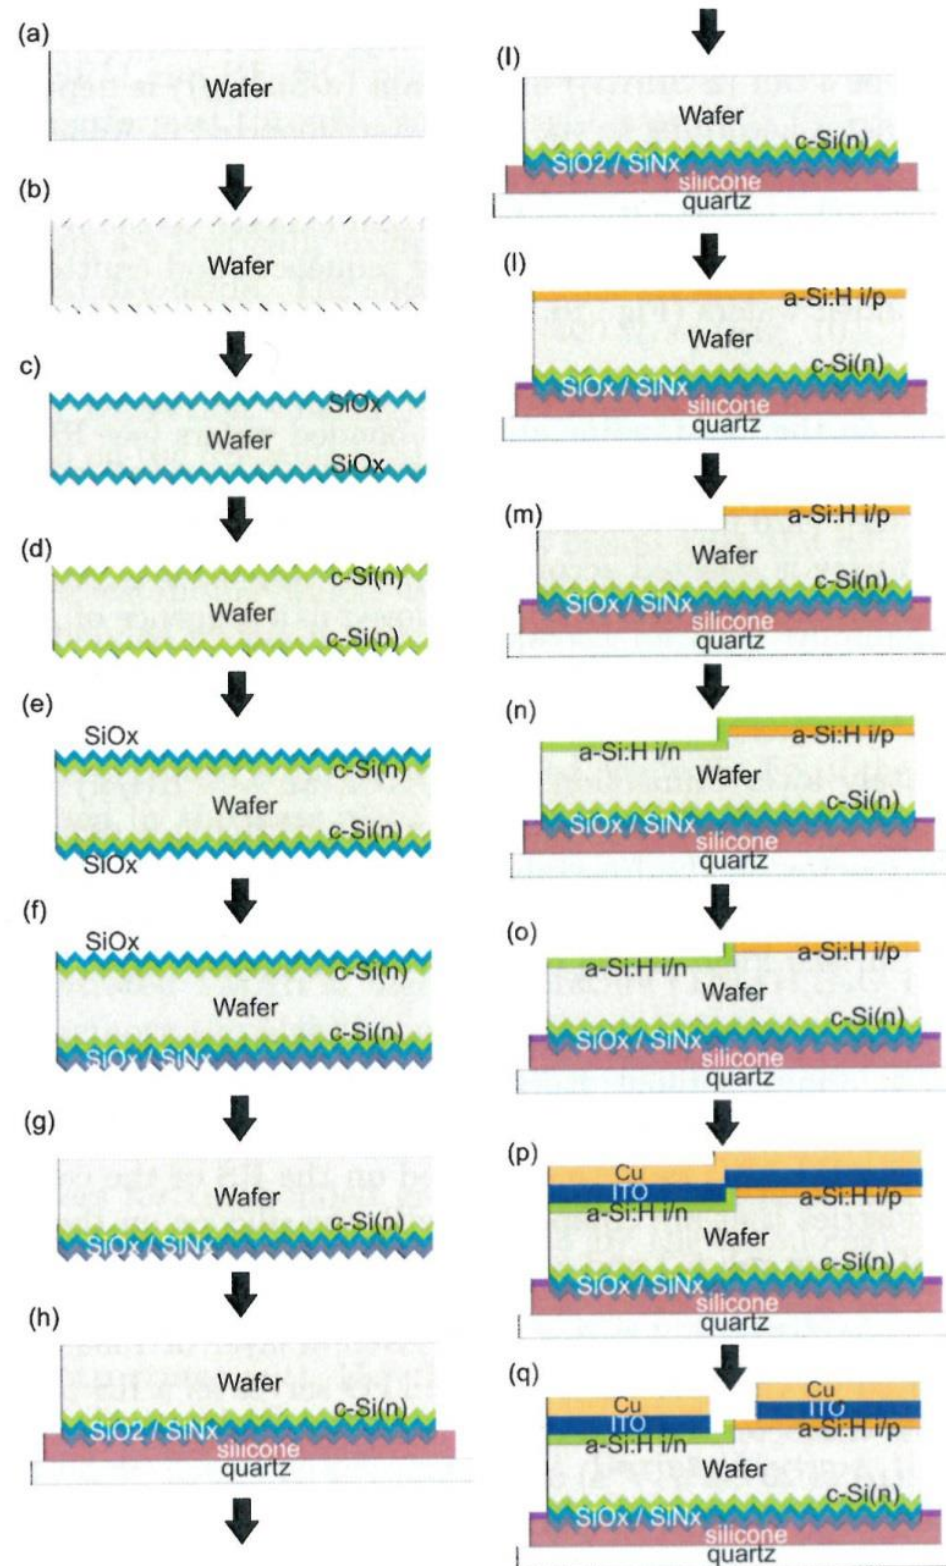 (a)
Wafer
(b)
Wafer
c)
SiOx
Wafer
SiOx
(d)
c-Si(n)
Wafer
c-Si(n)
(e)
SiOx
c-Si(n)
Wafer
c-Si(n)
SiOx
(f)
SiOx
c-Si(n)
Wafer
c-Si(n)
SiOx / SiNx
(g)
Wafer
c-Si(n)
SiOx / SiNx
(h)
Wafer
c-Si(n)
SiO2 / SiNx
silicone
quartz
(l)
Wafer
c-Si(n)
SiO2 / SiNx
silicone
quartz
(l)
a-Si:H i/p
Wafer
c-Si(n)
SiOx / SiNx
silicone
quartz
(m)
a-Si:H i/p
Wafer
c-Si(n)
SiOx / SiNx
silicone
quartz
(n)
a-Si:H i/n
a-Si:H i/p
Wafer
c-Si(n)
SiOx / SiNx
silicone
quartz
(o)
a-Si:H i/n
a-Si:H i/p
Wafer
c-Si(n)
SiOx / SiNx
silicone
quartz
(p)
Cu
ITO
a-Si:H i/n
a-Si:H i/p
Wafer
c-Si(n)
SiOx / SiNx
silicone
quartz
(q)
Cu
Cu
ITO
ITO
a-Si:H i/n
a-Si:H i/p
Wafer
c-Si(n)
SiOx / SiNx
silicone
quartz